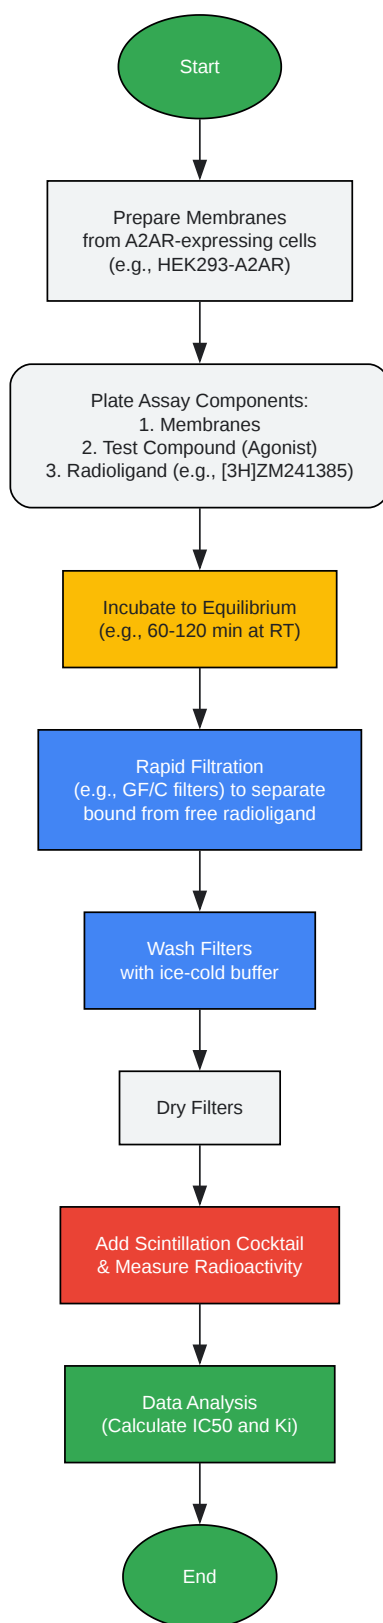 Start
Prepare Membranes
from A2AR-expressing cells
(e.g., HEK293-A2AR)
Plate Assay Components:
1. Membranes
2. Test Compound (Agonist)
3. Radioligand (e.g., [3H]ZM241385)
Incubate to Equilibrium
(e.g., 60-120 min at RT)
Rapid Filtration
(e.g., GF/C filters) to separate
bound from free radioligand
Wash Filters
with ice-cold buffer
Dry Filters
Add Scintillation Cocktail
& Measure Radioactivity
Data Analysis
(Calculate IC50 and Ki)
End